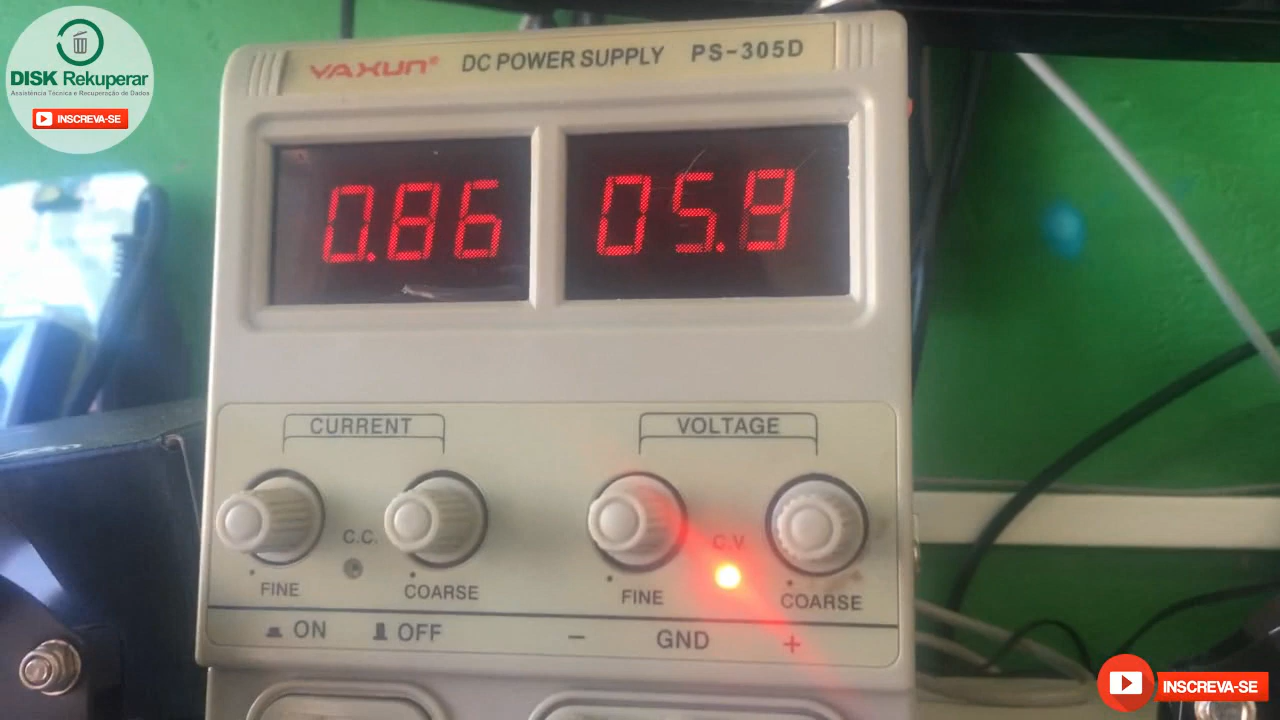 DISK Rekuperar
Assistência Técnica e Recuperação de Dados
INSCREVA-SE
YAXUN® DC POWER SUPPLY PS-305D
0.86 05.8
CURRENT VOLTAGE
C.C. C.V.
FINE COARSE FINE COARSE
ON OFF - GND +
INSCREVA-SE